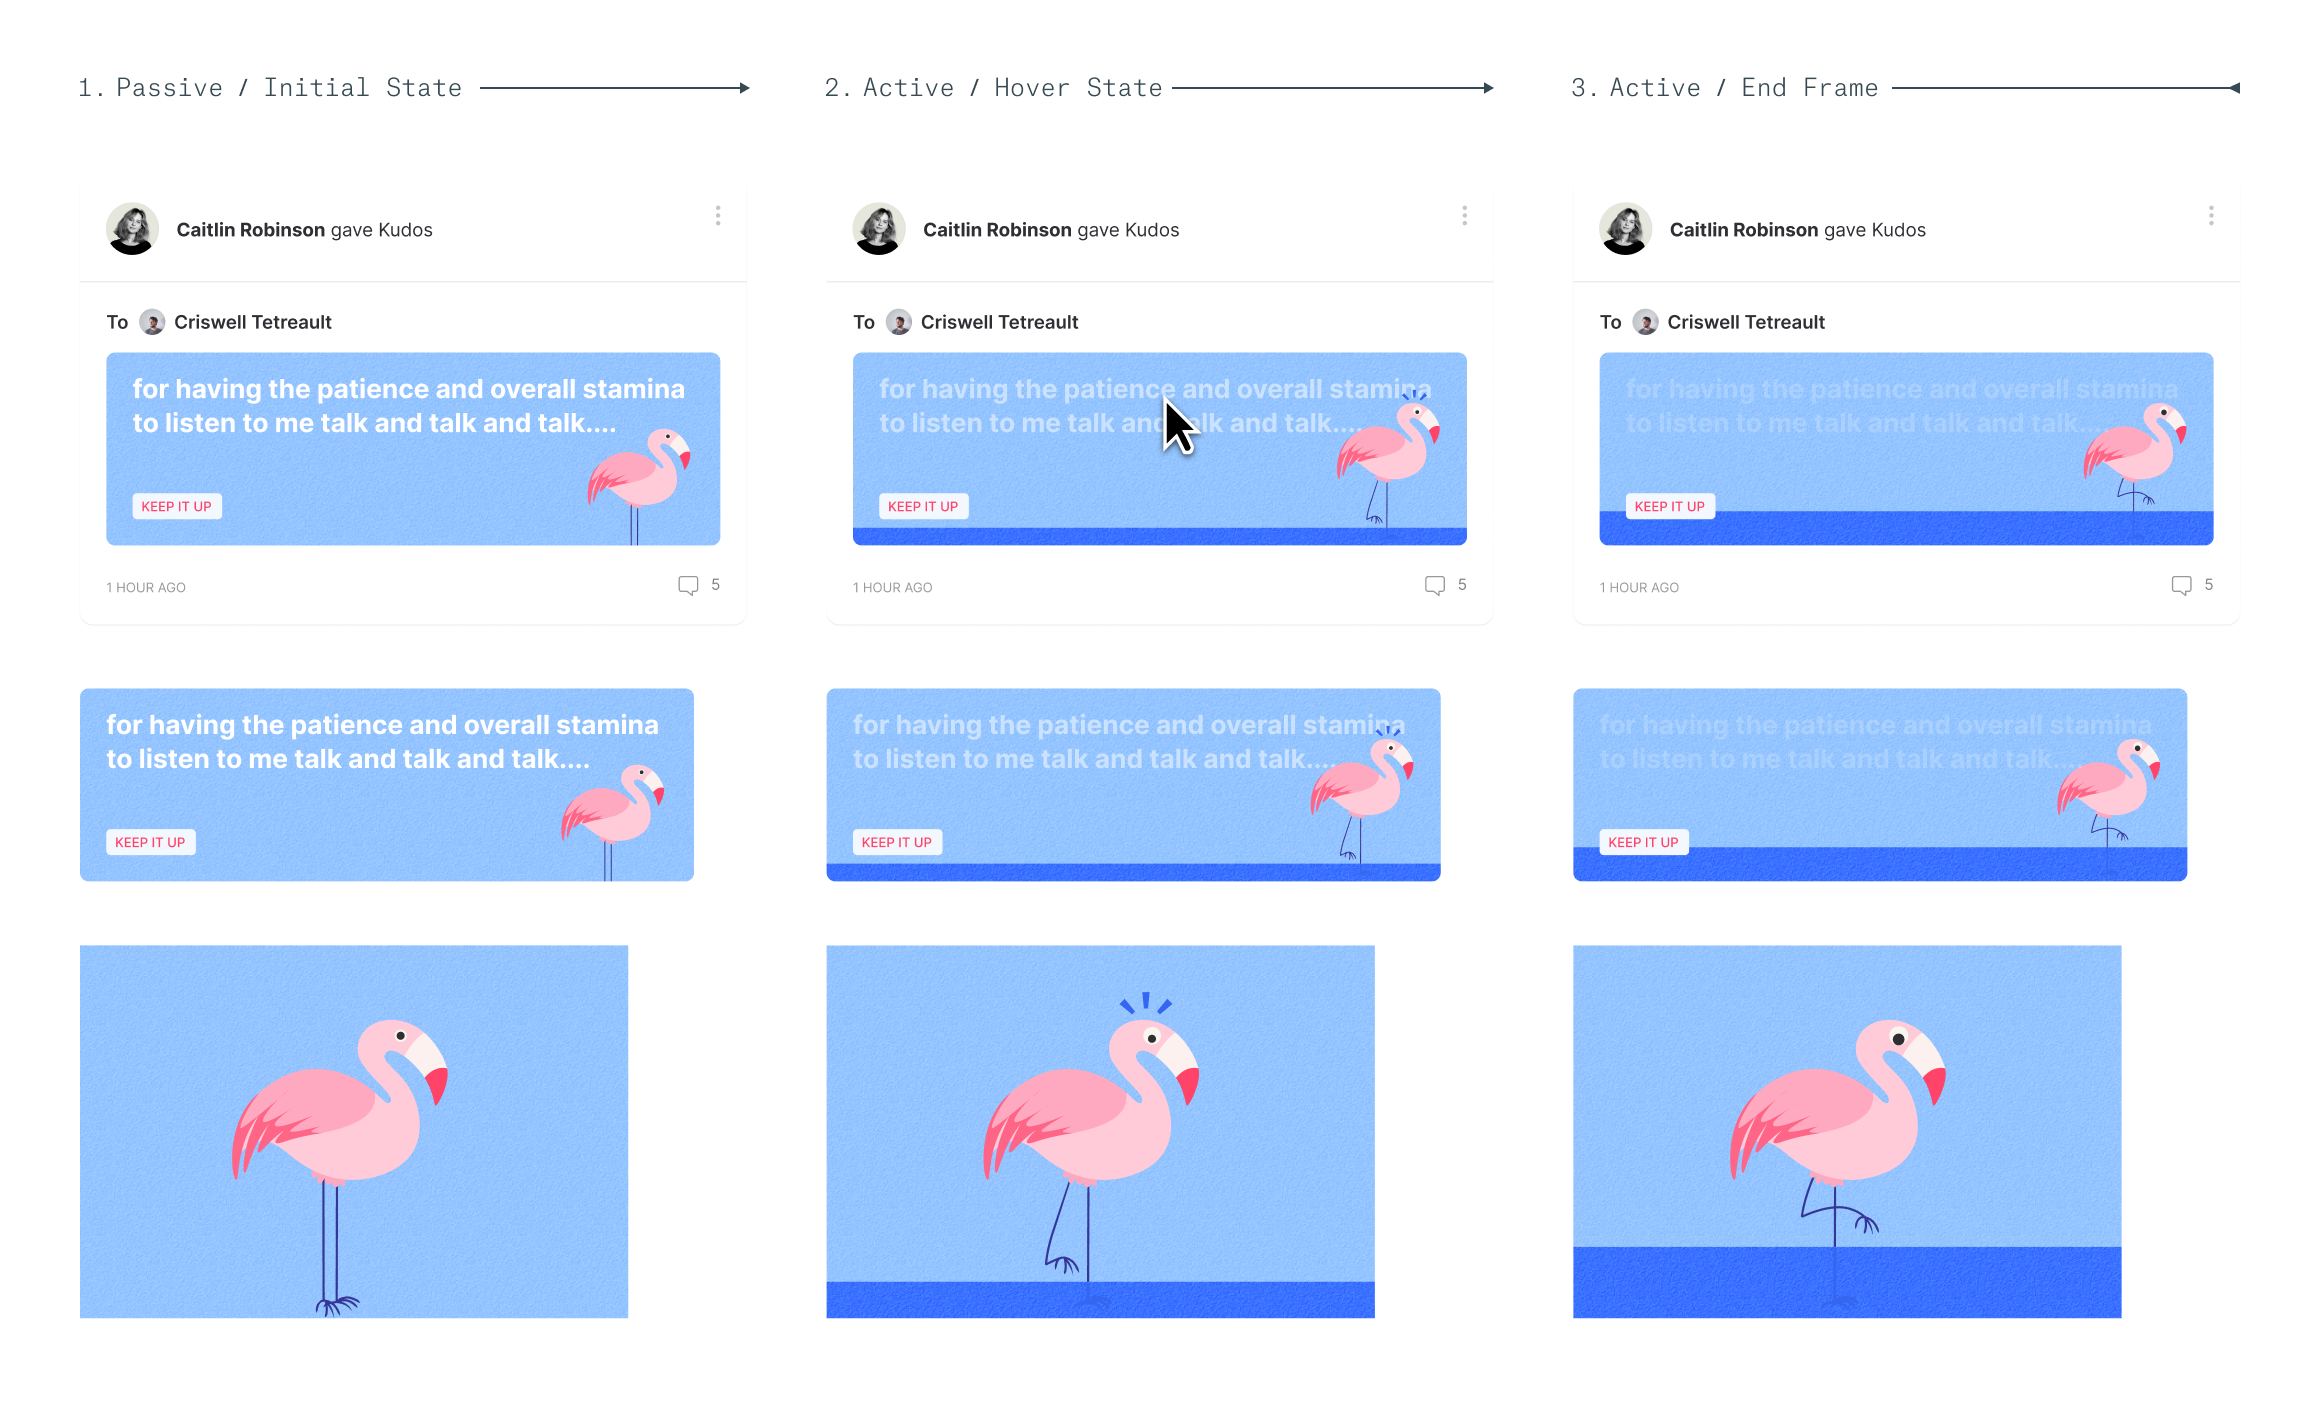 1. Passive / Initial State
2. Active / Hover State
3. Active / End Frame
Caitlin Robinson gave Kudos
To Criswell Tetreault
for having the patience and overall stamina
to listen to me talk and talk and talk....
KEEP IT UP
1 HOUR AGO
5
Caitlin Robinson gave Kudos
To Criswell Tetreault
for having the patience and overall stamina
to listen to me talk and talk and talk....
KEEP IT UP
1 HOUR AGO
5
Caitlin Robinson gave Kudos
To Criswell Tetreault
for having the patience and overall stamina
to listen to me talk and talk and talk....
KEEP IT UP
1 HOUR AGO
5
for having the patience and overall stamina
to listen to me talk and talk and talk....
KEEP IT UP
for having the patience and overall stamina
to listen to me talk and talk and talk....
KEEP IT UP
for having the patience and overall stamina
to listen to me talk and talk and talk....
KEEP IT UP